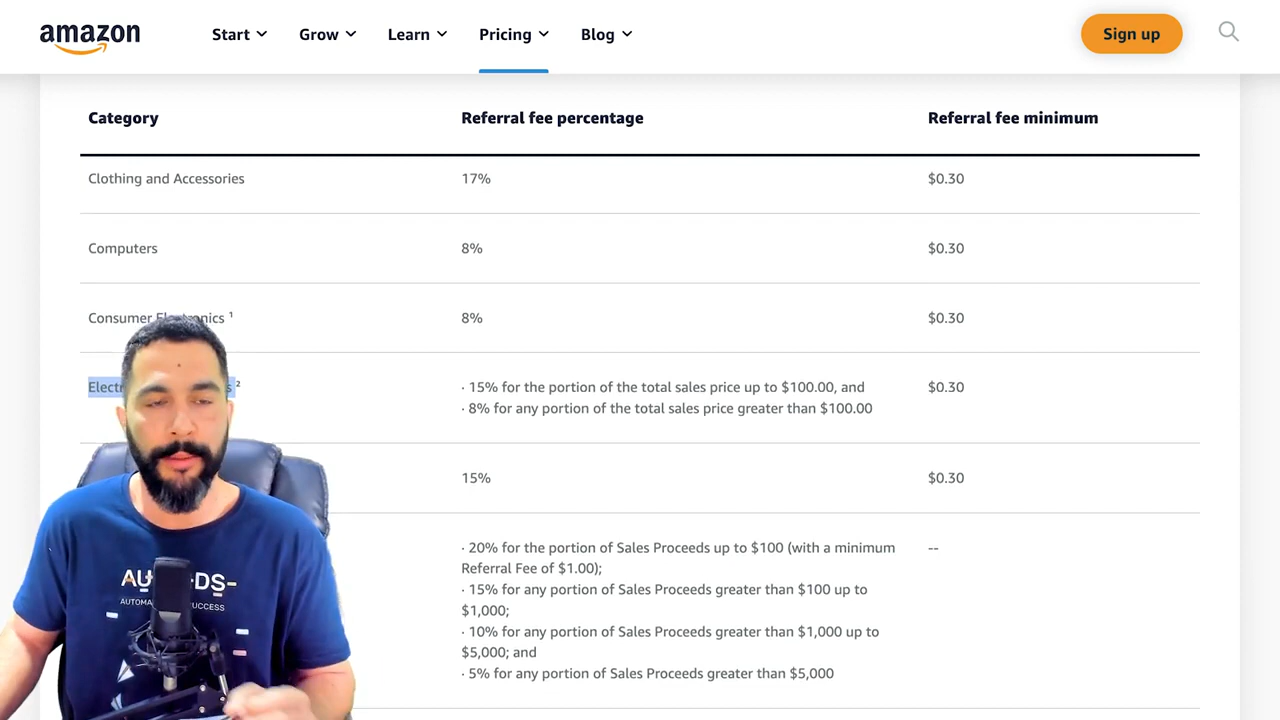 amazon Start Grow Learn Pricing Blog Sign up
Category Referral fee percentage Referral fee minimum
Clothing and Accessories 17% $0.30
Computers 8% $0.30
Consumer 8% $0.30
· 15% for the portion of the total sales price up to $100.00, and $0.30
· 8% for any portion of the total sales price greater than $100.00
15% $0.30
· 20% for the portion of Sales Proceeds up to $100 (with a minimum --
Referral Fee of $1.00);
· 15% for any portion of Sales Proceeds greater than $100 up to
$1,000;
· 10% for any portion of Sales Proceeds greater than $1,000 up to
$5,000; and
· 5% for any portion of Sales Proceeds greater than $5,000